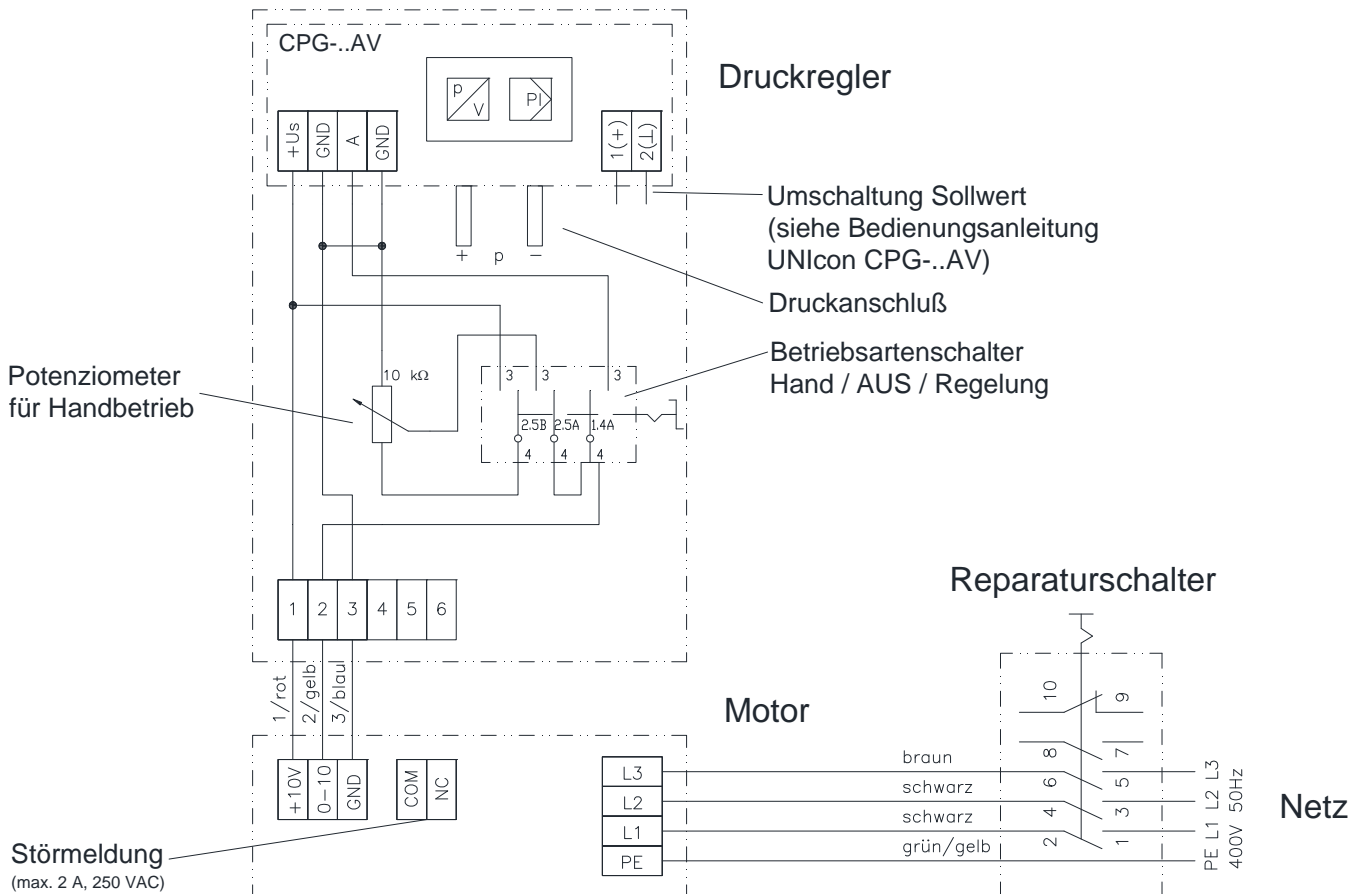 CPG-..AV
Druckregler
p
V
PI
+Us
GND
A
GND
1(+)
2(⊥)
Umschaltung Sollwert
(siehe Bedienungsanleitung
UNIcon CPG-..AV)
+ p -
Druckanschluß
Betriebsartenschalter
Hand / AUS / Regelung
Potenziometer
für Handbetrieb
10 kΩ
3 3 3
2.5B 2.5A 1.4A
4 4 4
1 2 3 4 5 6
Reparaturschalter
1/rot
2/gelb
3/blau
Motor
10 9
8 7
6 5
4 3
2 1
+10V
0-10
GND
COM
NC
L3
L2
L1
PE
braun
schwarz
schwarz
grün/gelb
PE L1 L2 L3
400V 50Hz
Netz
Störmeldung
(max. 2 A, 250 VAC)